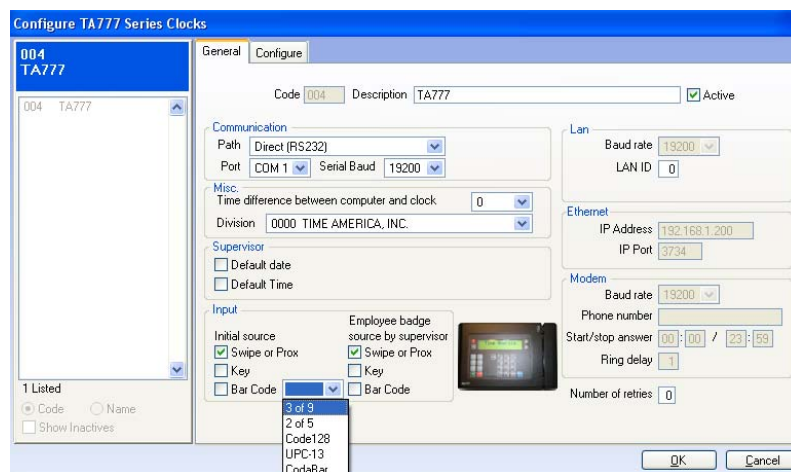 Configure TA777 Series Clocks
004
TA777
004 TA777
1 Listed
Code Name
Show Inactives
General Configure
Code 004 Description TA777 Active
Communication
Path Direct (RS232)
Port COM 1 Serial Baud 19200
Misc.
Time difference between computer and clock 0
Division 0000 TIME AMERICA, INC.
Supervisor
Default date
Default Time
Input
Initial source
Swipe or Prox
Key
Bar Code
Employee badge
source by supervisor
Swipe or Prox
Key
Bar Code
3 of 9
2 of 5
Code128
UPC-13
CodaBar
Lan
Baud rate 19200
LAN ID 0
Ethernet
IP Address 192.168.1.200
IP Port 3734
Modem
Baud rate 19200
Phone number
Start/stop answer 00 : 00 / 23 : 59
Ring delay 1
Number of retries 0
OK Cancel